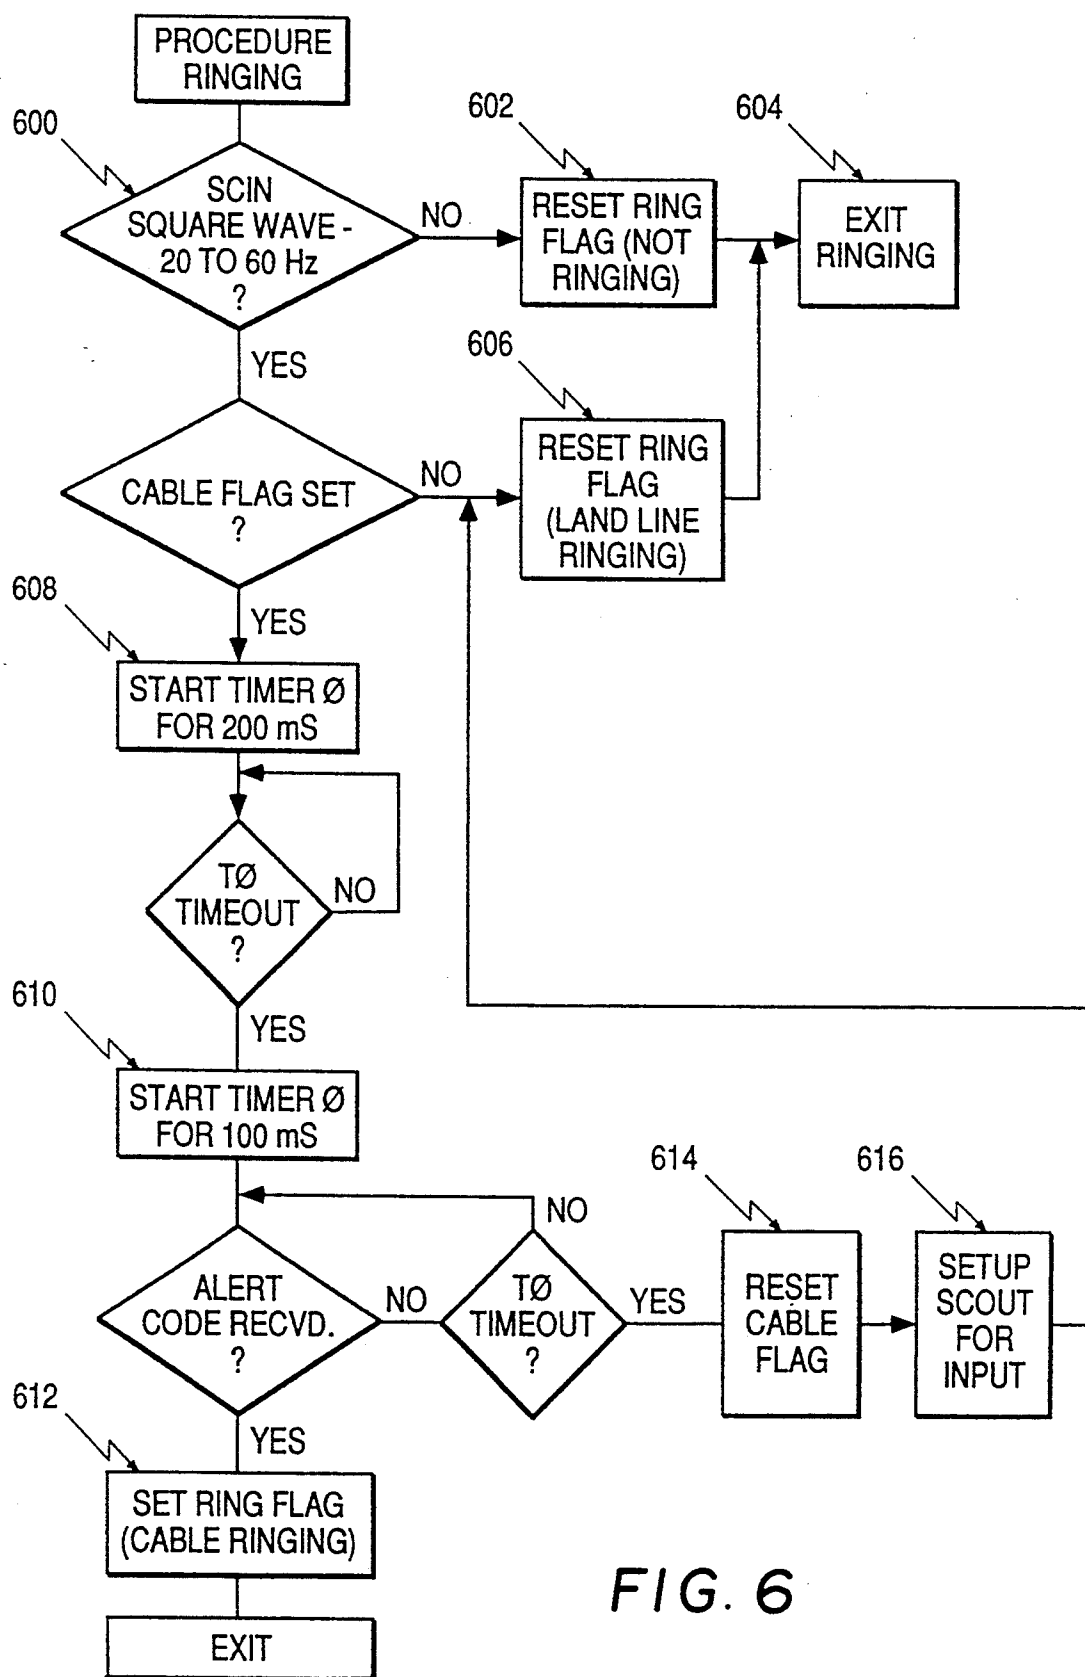 PROCEDURE
RINGING
600
SCIN
SQUARE WAVE -
20 TO 60 Hz
?
NO
602
RESET RING
FLAG (NOT
RINGING)
604
EXIT
RINGING
YES
CABLE FLAG SET
?
NO
606
RESET RING
FLAG
(LAND LINE
RINGING)
YES
608
START TIMER Ø
FOR 200 mS
TØ
TIMEOUT
?
NO
YES
610
START TIMER Ø
FOR 100 mS
ALERT
CODE RECVD.
?
NO
TØ
TIMEOUT
?
NO
YES
614
RESET
CABLE
FLAG
616
SETUP
SCOUT
FOR
INPUT
YES
612
SET RING FLAG
(CABLE RINGING)
EXIT
FIG. 6